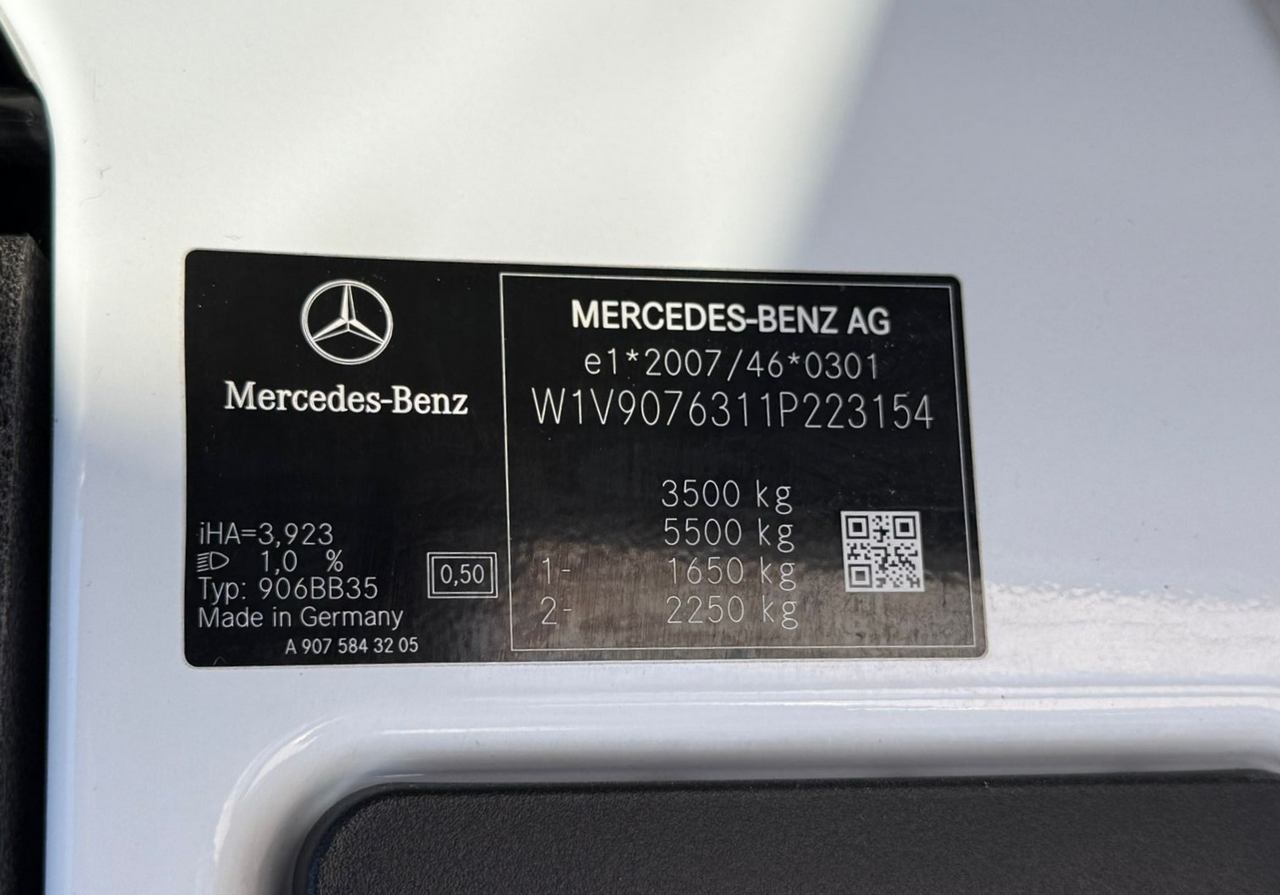 Mercedes-Benz
iHA=3,923
1,0 %
Typ: 906BB35
Made in Germany
A 907 584 32 05
0,50
MERCEDES-BENZ AG
e1*2007/46*0301
W1V9076311P223154
3500 kg
5500 kg
1- 1650 kg
2- 2250 kg